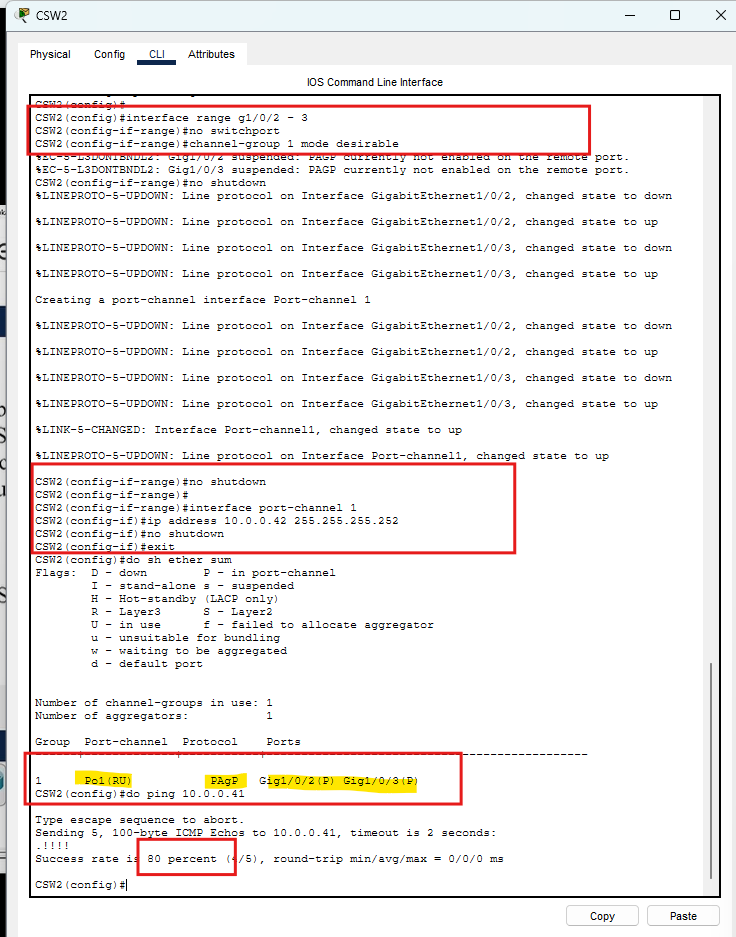 CSW2
Physical Config CLI Attributes
IOS Command Line Interface
CSW2(config)#
CSW2(config)#interface range g1/0/2 - 3
CSW2(config-if-range)#no switchport
CSW2(config-if-range)#channel-group 1 mode desirable
%EC-5-L3DONTBNDL2: Gig1/0/2 suspended: PAGP currently not enabled on the remote port.
%EC-5-L3DONTBNDL2: Gig1/0/3 suspended: PAGP currently not enabled on the remote port.
CSW2(config-if-range)#no shutdown
%LINEPROTO-5-UPDOWN: Line protocol on Interface GigabitEthernet1/0/2, changed state to down
%LINEPROTO-5-UPDOWN: Line protocol on Interface GigabitEthernet1/0/2, changed state to up
%LINEPROTO-5-UPDOWN: Line protocol on Interface GigabitEthernet1/0/3, changed state to down
%LINEPROTO-5-UPDOWN: Line protocol on Interface GigabitEthernet1/0/3, changed state to up
Creating a port-channel interface Port-channel 1
%LINEPROTO-5-UPDOWN: Line protocol on Interface GigabitEthernet1/0/2, changed state to down
%LINEPROTO-5-UPDOWN: Line protocol on Interface GigabitEthernet1/0/2, changed state to up
%LINEPROTO-5-UPDOWN: Line protocol on Interface GigabitEthernet1/0/3, changed state to down
%LINEPROTO-5-UPDOWN: Line protocol on Interface GigabitEthernet1/0/3, changed state to up
%LINK-5-CHANGED: Interface Port-channel1, changed state to up
%LINEPROTO-5-UPDOWN: Line protocol on Interface Port-channel1, changed state to up
CSW2(config-if-range)#no shutdown
CSW2(config-if-range)#
CSW2(config-if-range)#interface port-channel 1
CSW2(config-if)#ip address 10.0.0.42 255.255.255.252
CSW2(config-if)#no shutdown
CSW2(config-if)#exit
CSW2(config)#do sh ether sum
Flags: D - down P - in port-channel
I - stand-alone s - suspended
H - Hot-standby (LACP only)
R - Layer3 S - Layer2
U - in use f - failed to allocate aggregator
u - unsuitable for bundling
w - waiting to be aggregated
d - default port
Number of channel-groups in use: 1
Number of aggregators: 1
Group Port-channel Protocol Ports
1 Po1(RU) PAgP Gig1/0/2(P) Gig1/0/3(P)
CSW2(config)#do ping 10.0.0.41
Type escape sequence to abort.
Sending 5, 100-byte ICMP Echos to 10.0.0.41, timeout is 2 seconds:
.!!!!
Success rate is 80 percent (4/5), round-trip min/avg/max = 0/0/0 ms
CSW2(config)#
Copy Paste